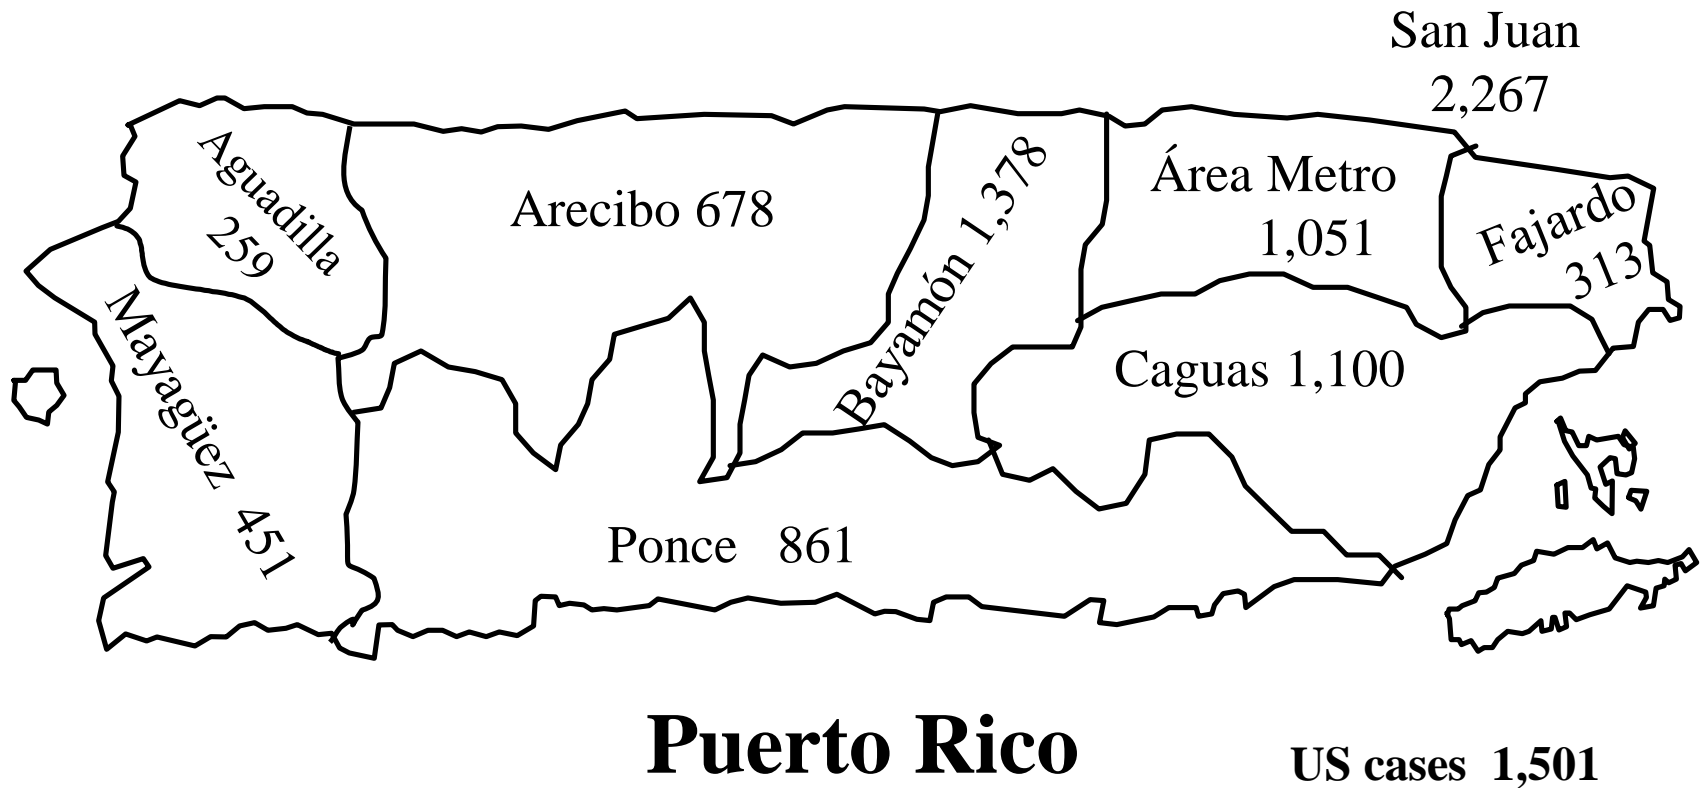 San Juan
2,267
Aguadilla
259
Arecibo 678
Bayamón 1,378
Área Metro
1,051
Fajardo
313
Mayagüez 451
Caguas 1,100
Ponce 861
Puerto Rico
US cases 1,501